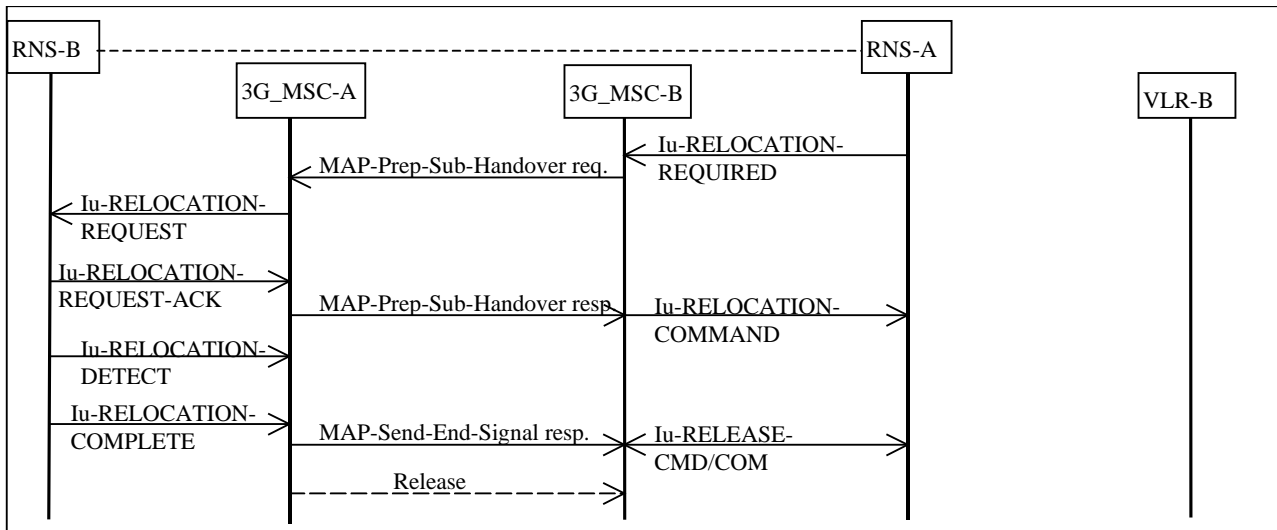 RNS-B
RNS-A
3G_MSC-A
3G_MSC-B
VLR-B
Iu-RELOCATION-
REQUIRED
MAP-Prep-Sub-Handover req.
Iu-RELOCATION-
REQUEST
Iu-RELOCATION-
REQUEST-ACK
MAP-Prep-Sub-Handover resp
Iu-RELOCATION-
COMMAND
Iu-RELOCATION-
DETECT
Iu-RELOCATION-
COMPLETE
MAP-Send-End-Signal resp.
Iu-RELEASE-
CMD/COM
Release